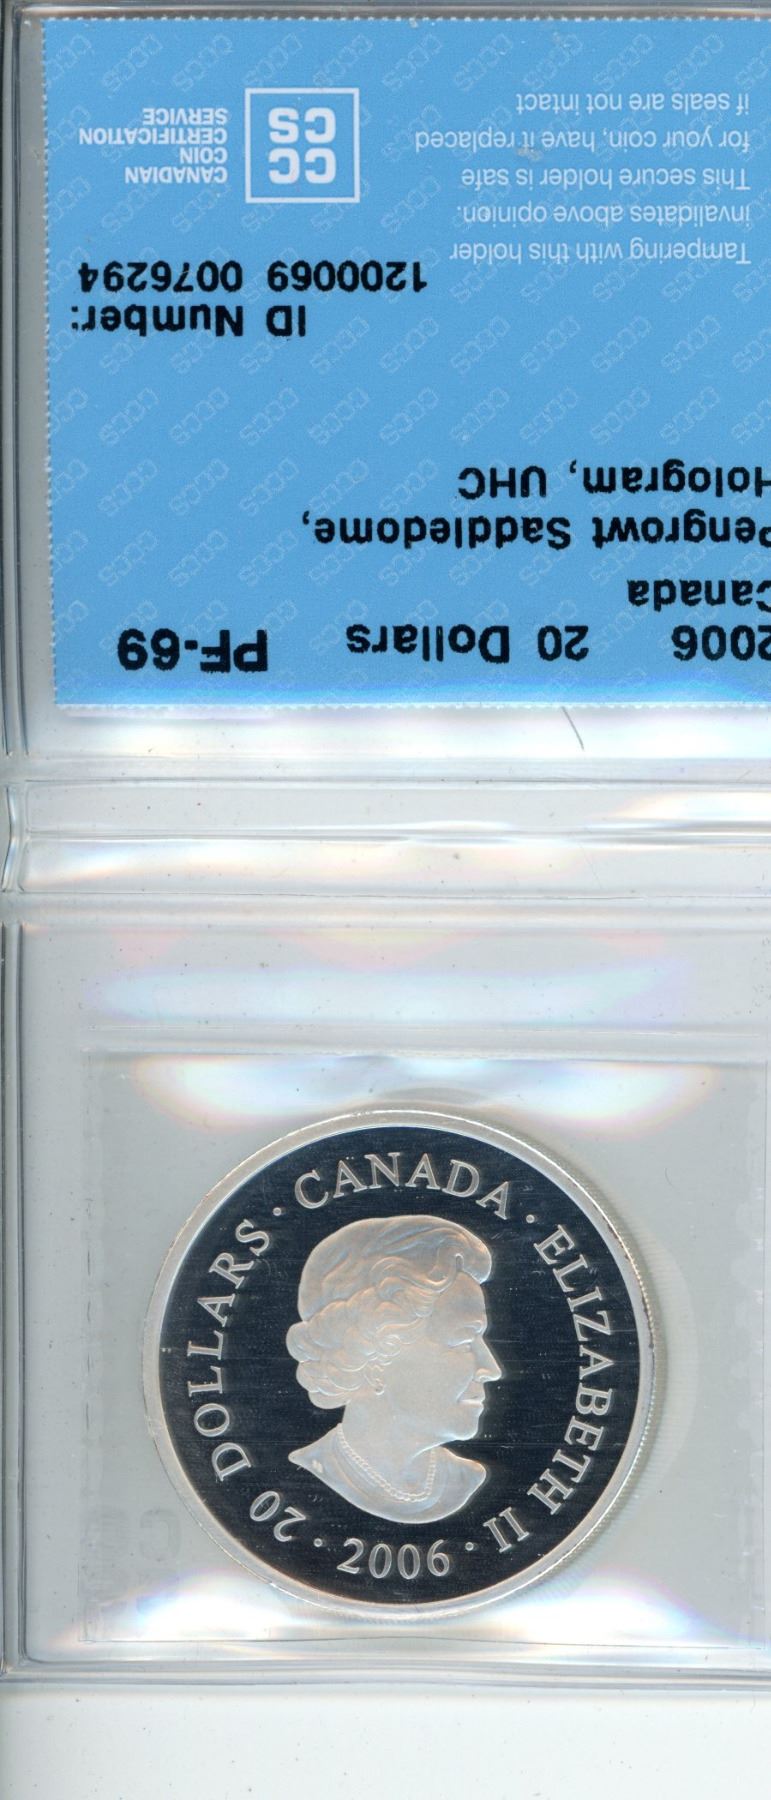 2006 20 Dollars PF-69
Canada
Pengrowt Saddledome,
Hologram, UHC
ID Number:
1200069 0076294
Tampering with this holder
invalidates above opinion.
This secure holder is safe
for your coin, have it replaced
if seals are not intact
CC
CS
CANADIAN
COIN
CERTIFICATION
SERVICE
20 DOLLARS · CANADA · ELIZABETH II · 2006 ·